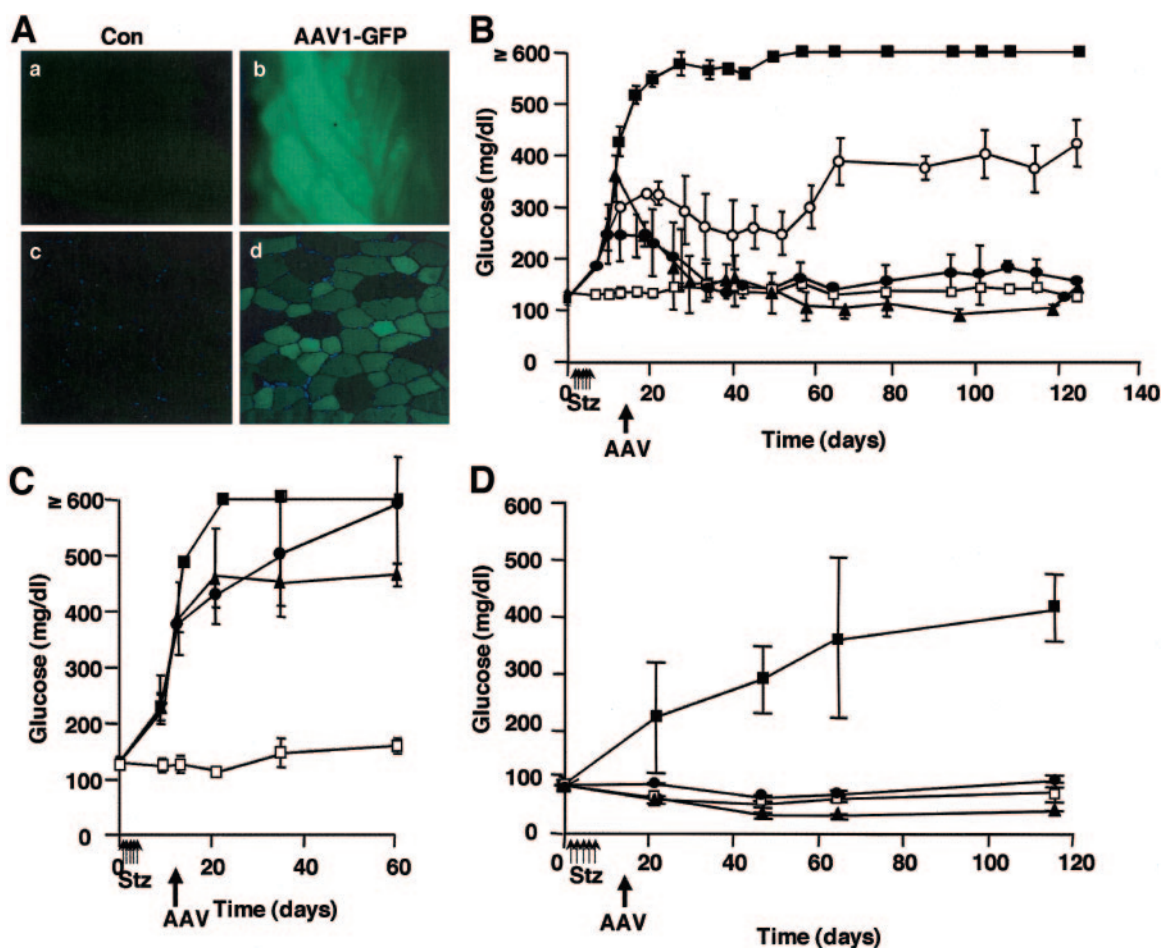 A
Con
AAV1-GFP
a
b
c
d
B
≥ 600
500
400
300
200
100
0
Glucose (mg/dl)
0 20 40 60 80 100 120 140
Stz
AAV
Time (days)
C
≥ 600
500
400
300
200
100
0
Glucose (mg/dl)
0 20 40 60
Stz
AAV
Time (days)
D
600
500
400
300
200
100
0
Glucose (mg/dl)
0 20 40 60 80 100 120
Stz
AAV
Time (days)